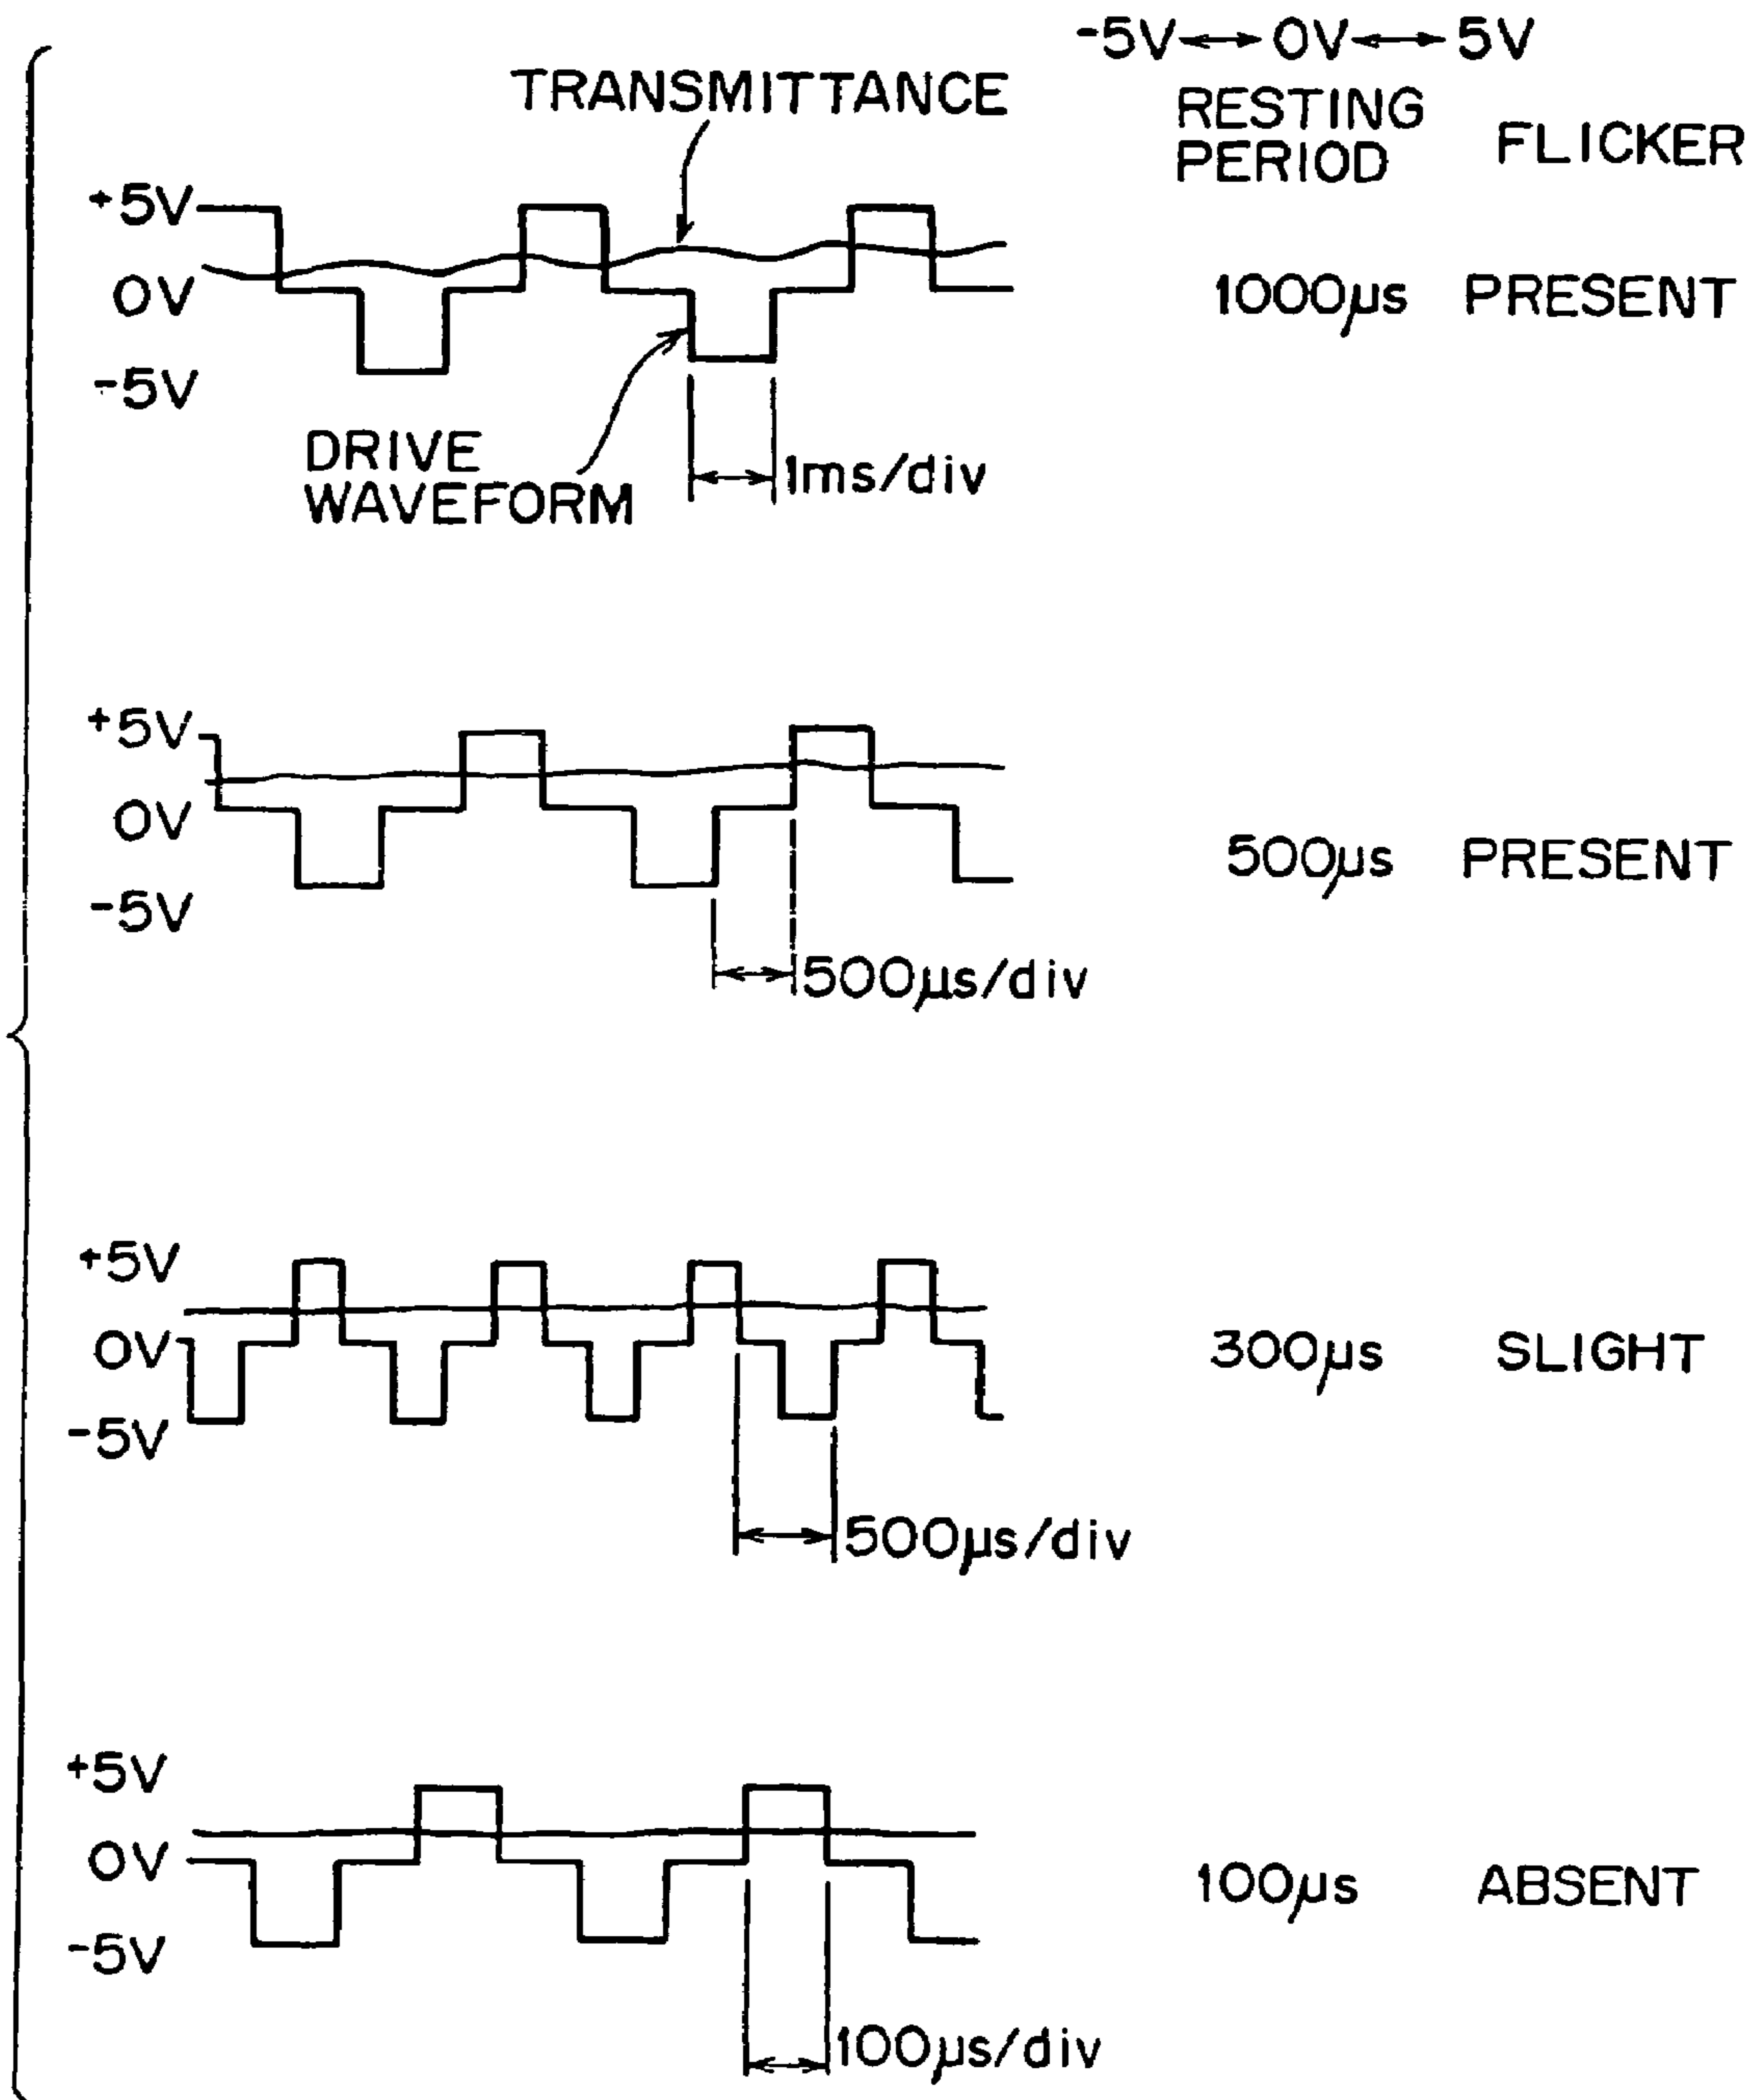 -5V↔0V↔5V
TRANSMITTANCE
RESTING
PERIOD
FLICKER
+5V
0V
-5V
1000μs PRESENT
DRIVE
WAVEFORM
1ms/div
+5V
0V
-5V
500μs PRESENT
500μs/div
+5V
0V
-5V
300μs SLIGHT
500μs/div
+5V
0V
-5V
100μs ABSENT
100μs/div